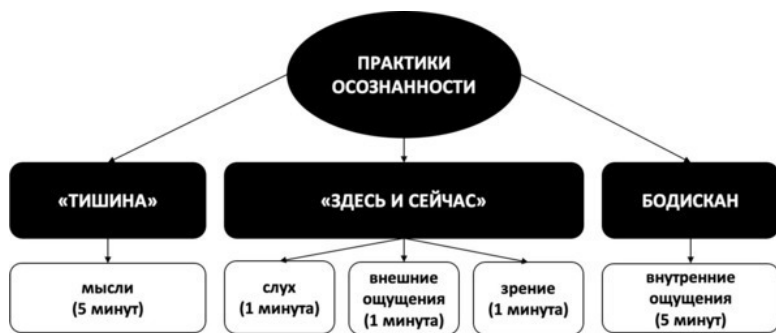 ПРАКТИКИ
ОСОЗНАННОСТИ
«ТИШИНА»
«ЗДЕСЬ И СЕЙЧАС»
БОДИСКАН
мысли
(5 минут)
слух
(1 минута)
внешние
ощущения
(1 минута)
зрение
(1 минута)
внутренние
ощущения
(5 минут)